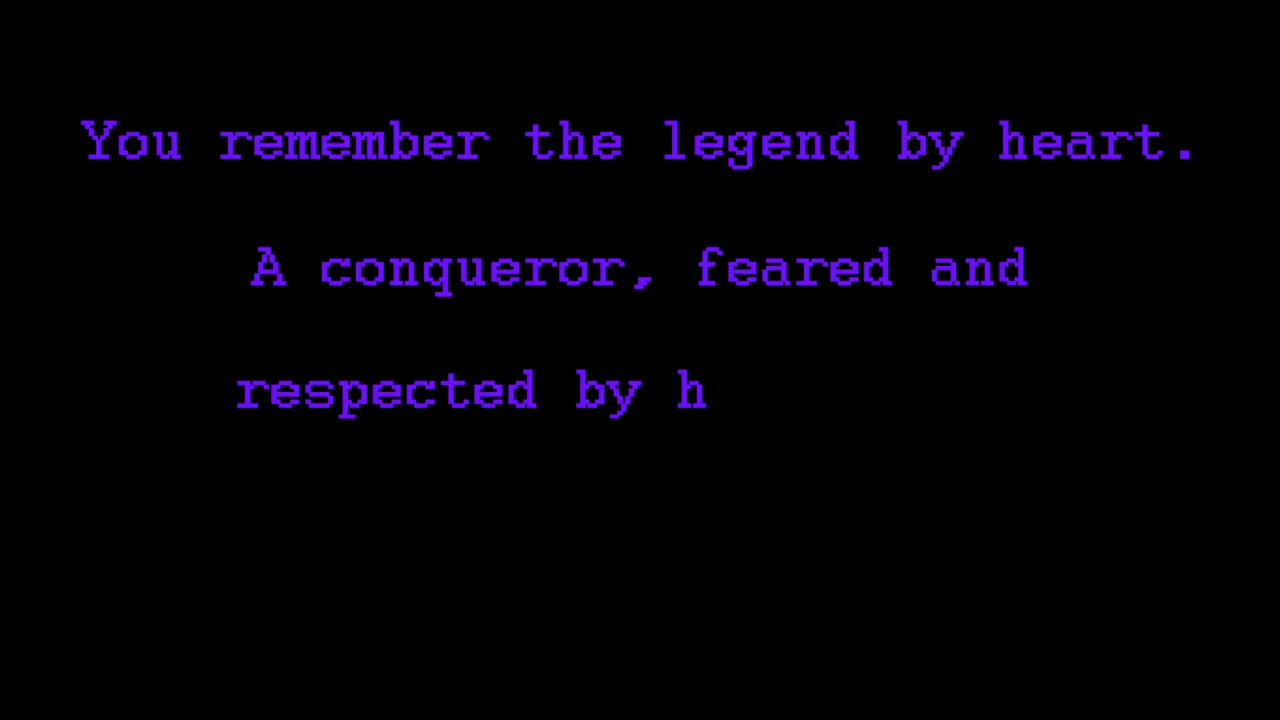 You remember the legend by heart.
A conqueror, feared and
respected by h